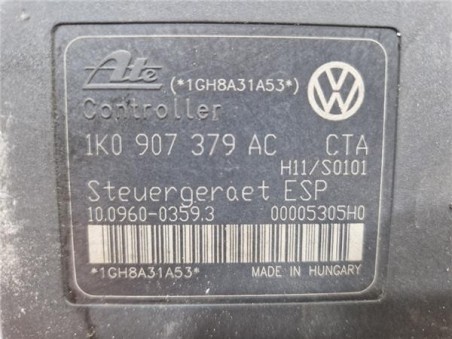 Ate (*1GH8A31A53*)
Controller
1K0 907 379 AC CTA
H11/S0101
Steuergeraet ESP
10.0960-0359.3 00005305H0
*1GH8A31A53* MADE IN HUNGARY